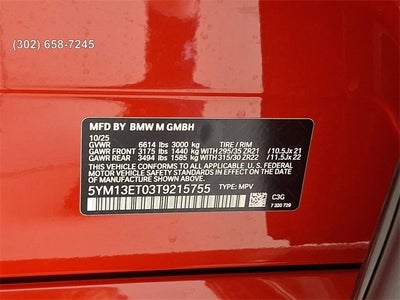 (302) 658-7245
MFD BY BMW M GMBH
10/25
GVWR 6614 lbs 3000 kg TIRE / RIM
GAWR FRONT 3175 lbs 1440 kg ••295/35 ZR21 /10.5Jx 21
GAWR REAR 3494 lbs 1585 kg ••315/30 ZR22 /11.5Jx 22
THIS VEHICLE CONFORMS TO ALL APPLICABLE U.S. FEDERAL
MOTOR VEHICLE SAFETY STANDARDS IN EFFECT ON THE
DATE OF MANUFACTURE SHOWN ABOVE.
5YM13ET03T9215755 TYPE: MPV
C3G
7 320 729